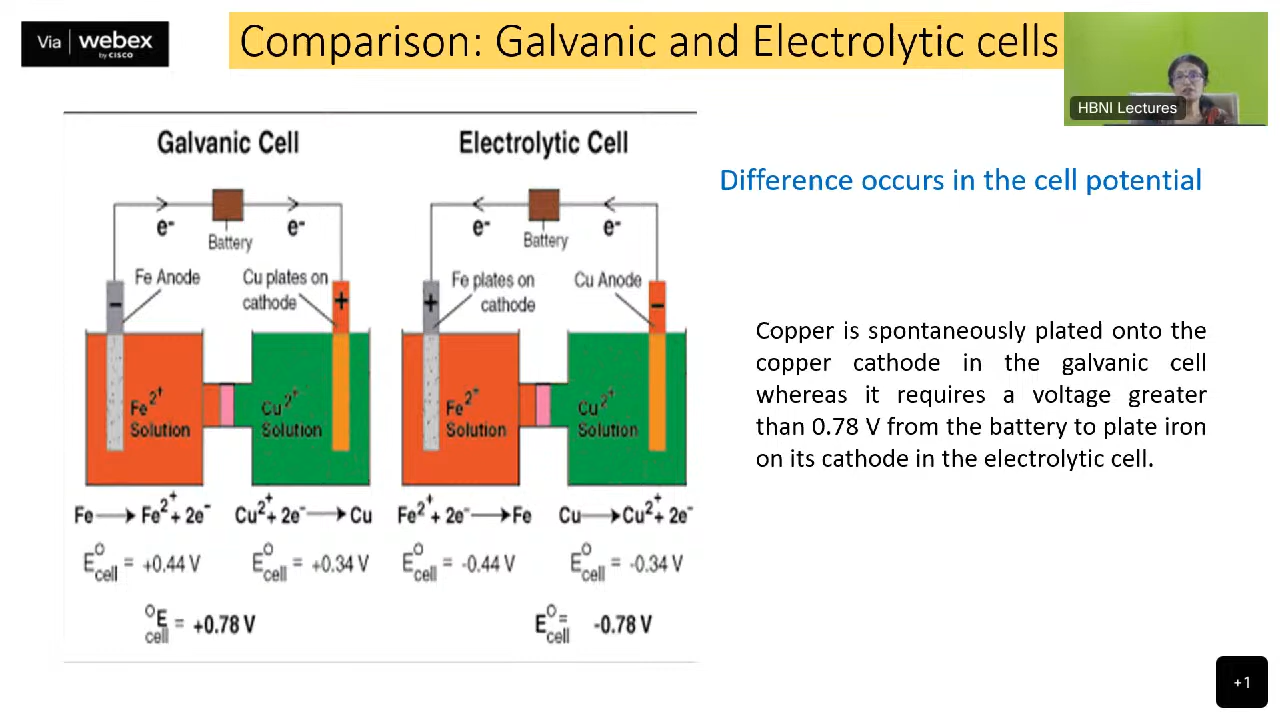 Via webex
by CISCO
Comparison: Galvanic and Electrolytic cells
HBNI Lectures
Galvanic Cell
Electrolytic Cell
e- e-
Battery
Fe Anode
Cu plates on
cathode
- +
Fe2+
Solution
Cu2+
Solution
Fe → Fe2+ + 2e-
Cu2+ + 2e- → Cu
E°cell = +0.44 V
E°cell = +0.34 V
°E cell = +0.78 V
e- e-
Battery
Fe plates on
cathode
Cu Anode
+ -
Fe2+
Solution
Cu2+
Solution
Fe2+ + 2e- → Fe
Cu → Cu2+ + 2e-
E°cell = -0.44 V
E°cell = -0.34 V
E°cell = -0.78 V
Difference occurs in the cell potential
Copper is spontaneously plated onto the
copper cathode in the galvanic cell
whereas it requires a voltage greater
than 0.78 V from the battery to plate iron
on its cathode in the electrolytic cell.
+1